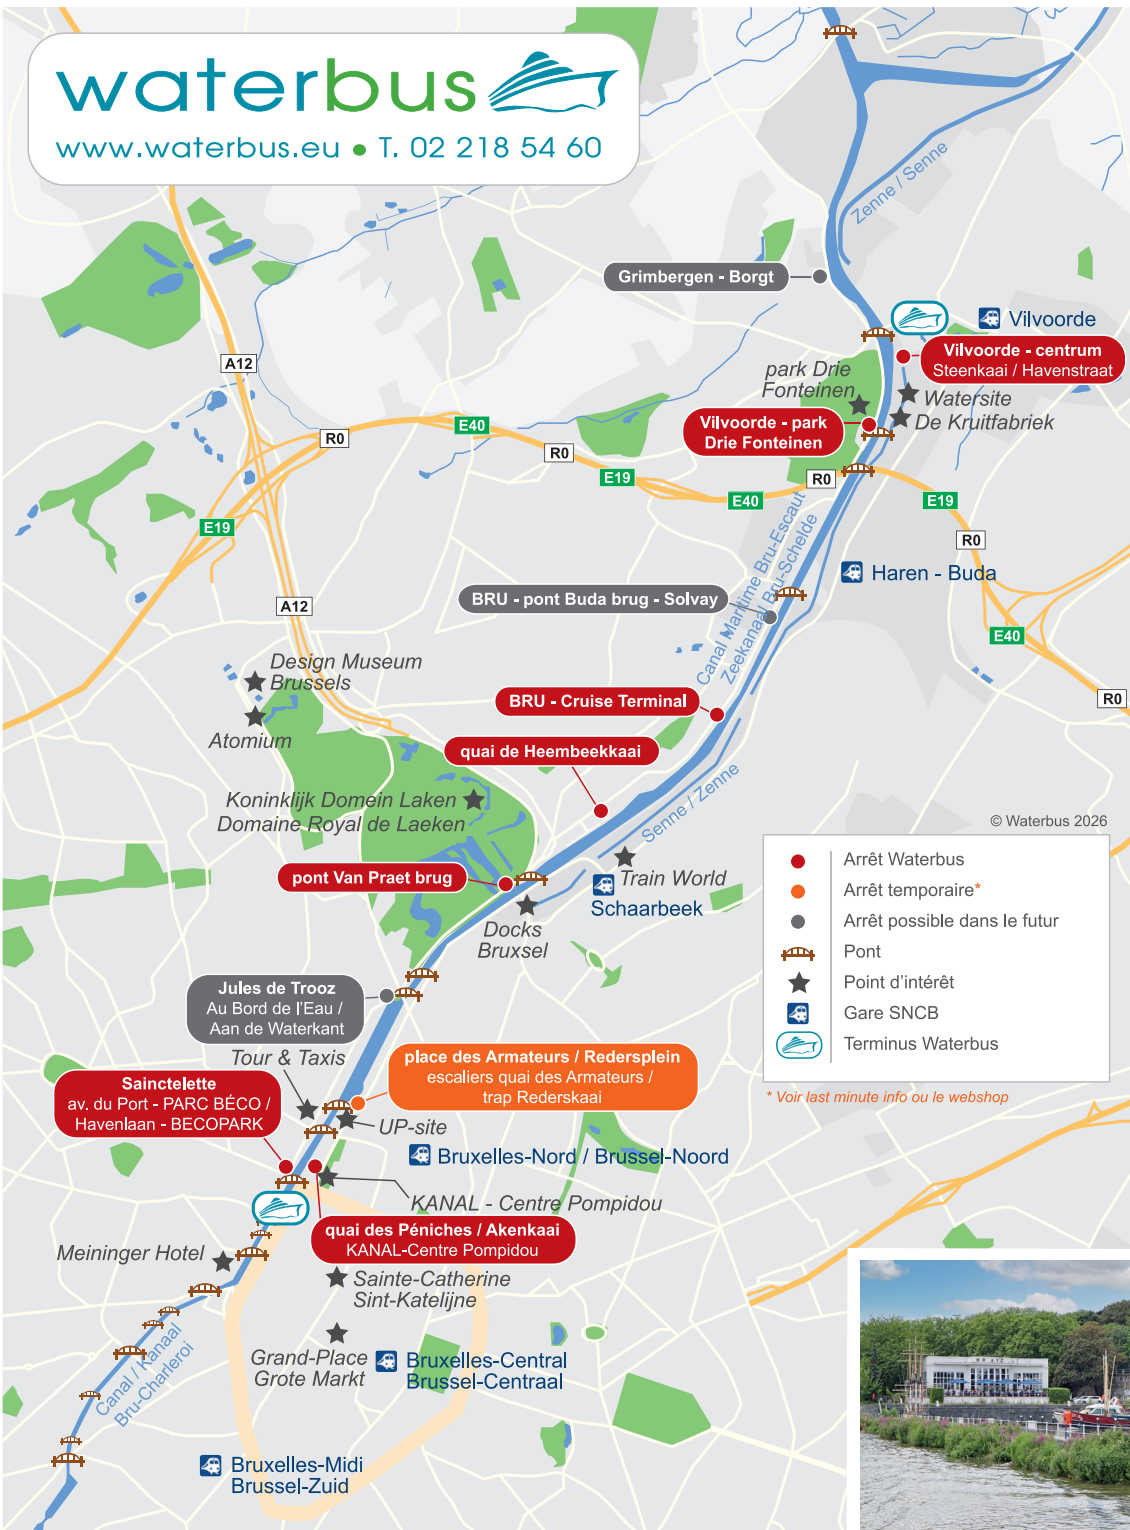 waterbus
www.waterbus.eu • T. 02 218 54 60
Zenne / Senne
Grimbergen - Borgt
Vilvoorde
Vilvoorde - centrum
Steenkaai / Havenstraat
A12
park Drie
Fonteinen
Watersite
De Kruitfabriek
Vilvoorde - park
Drie Fonteinen
E40
R0
R0
E19
R0
E40
E19
E19
R0
Canal Maritime Bru-Escaut
Zeekanaal Bru-Schelde
Haren - Buda
BRU - pont Buda brug - Solvay
A12
E40
Design Museum
Brussels
R0
BRU - Cruise Terminal
Atomium
quai de Heembeekkaai
Koninklijk Domein Laken
Domaine Royal de Laeken
Senne / Zenne
© Waterbus 2026
Arrêt Waterbus
Arrêt temporaire*
Arrêt possible dans le futur
Pont
Point d'intérêt
Gare SNCB
Terminus Waterbus
* Voir last minute info ou le webshop
pont Van Praet brug
Train World
Schaarbeek
Docks
Bruxsel
Jules de Trooz
Au Bord de l'Eau /
Aan de Waterkant
Tour & Taxis
place des Armateurs / Redersplein
escaliers quai des Armateurs /
trap Rederskaai
Sainctelette
av. du Port - PARC BÉCO /
Havenlaan - BECOPARK
UP-site
Bruxelles-Nord / Brussel-Noord
KANAL - Centre Pompidou
quai des Péniches / Akenkaai
KANAL-Centre Pompidou
Meininger Hotel
Sainte-Catherine
Sint-Katelijne
Grand-Place
Grote Markt
Bruxelles-Central
Brussel-Centraal
Canal / Kanaal
Bru-Charleroi
Bruxelles-Midi
Brussel-Zuid